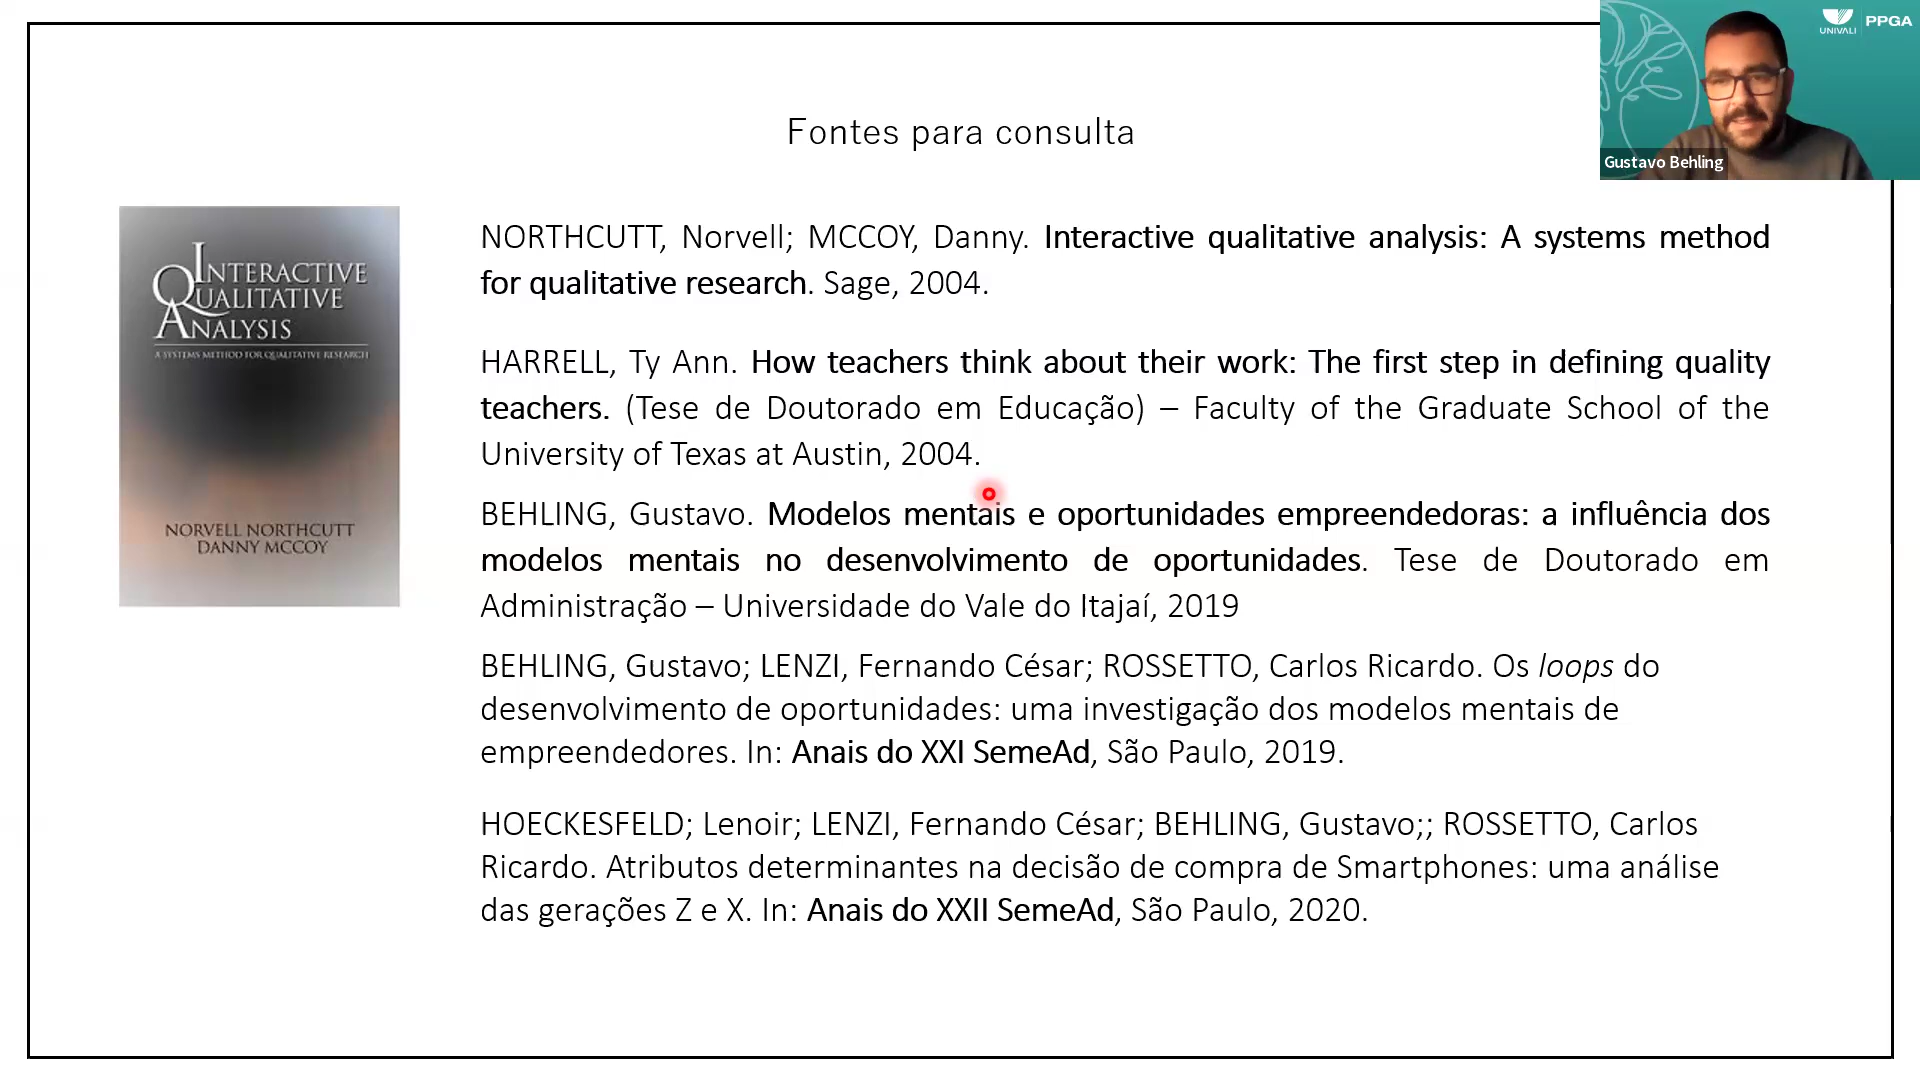 UNIVALI
PPGA
Gustavo Behling
Fontes para consulta
INTERACTIVE
QUALITATIVE
ANALYSIS
A SYSTEMS METHOD FOR QUALITATIVE RESEARCH
NORVELL NORTHCUTT
DANNY MCCOY
NORTHCUTT, Norvell; MCCOY, Danny. Interactive qualitative analysis: A systems method
for qualitative research. Sage, 2004.
HARRELL, Ty Ann. How teachers think about their work: The first step in defining quality
teachers. (Tese de Doutorado em Educação) – Faculty of the Graduate School of the
University of Texas at Austin, 2004.
BEHLING, Gustavo. Modelos mentais e oportunidades empreendedoras: a influência dos
modelos mentais no desenvolvimento de oportunidades. Tese de Doutorado em
Administração – Universidade do Vale do Itajaí, 2019
BEHLING, Gustavo; LENZI, Fernando César; ROSSETTO, Carlos Ricardo. Os loops do
desenvolvimento de oportunidades: uma investigação dos modelos mentais de
empreendedores. In: Anais do XXI SemeAd, São Paulo, 2019.
HOECKESFELD; Lenoir; LENZI, Fernando César; BEHLING, Gustavo;; ROSSETTO, Carlos
Ricardo. Atributos determinantes na decisão de compra de Smartphones: uma análise
das gerações Z e X. In: Anais do XXII SemeAd, São Paulo, 2020.